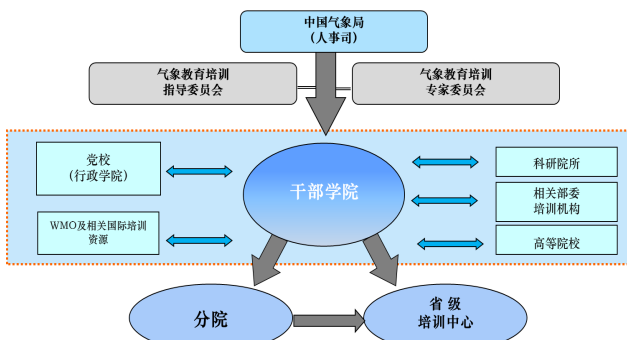 中国气象局
（人事司）
气象教育培训
指导委员会
气象教育培训
专家委员会
党校
（行政学院）
干部学院
科研院所
相关部委
培训机构
WMO及相关国际培训
资源
高等院校
分院
省 级
培训中心